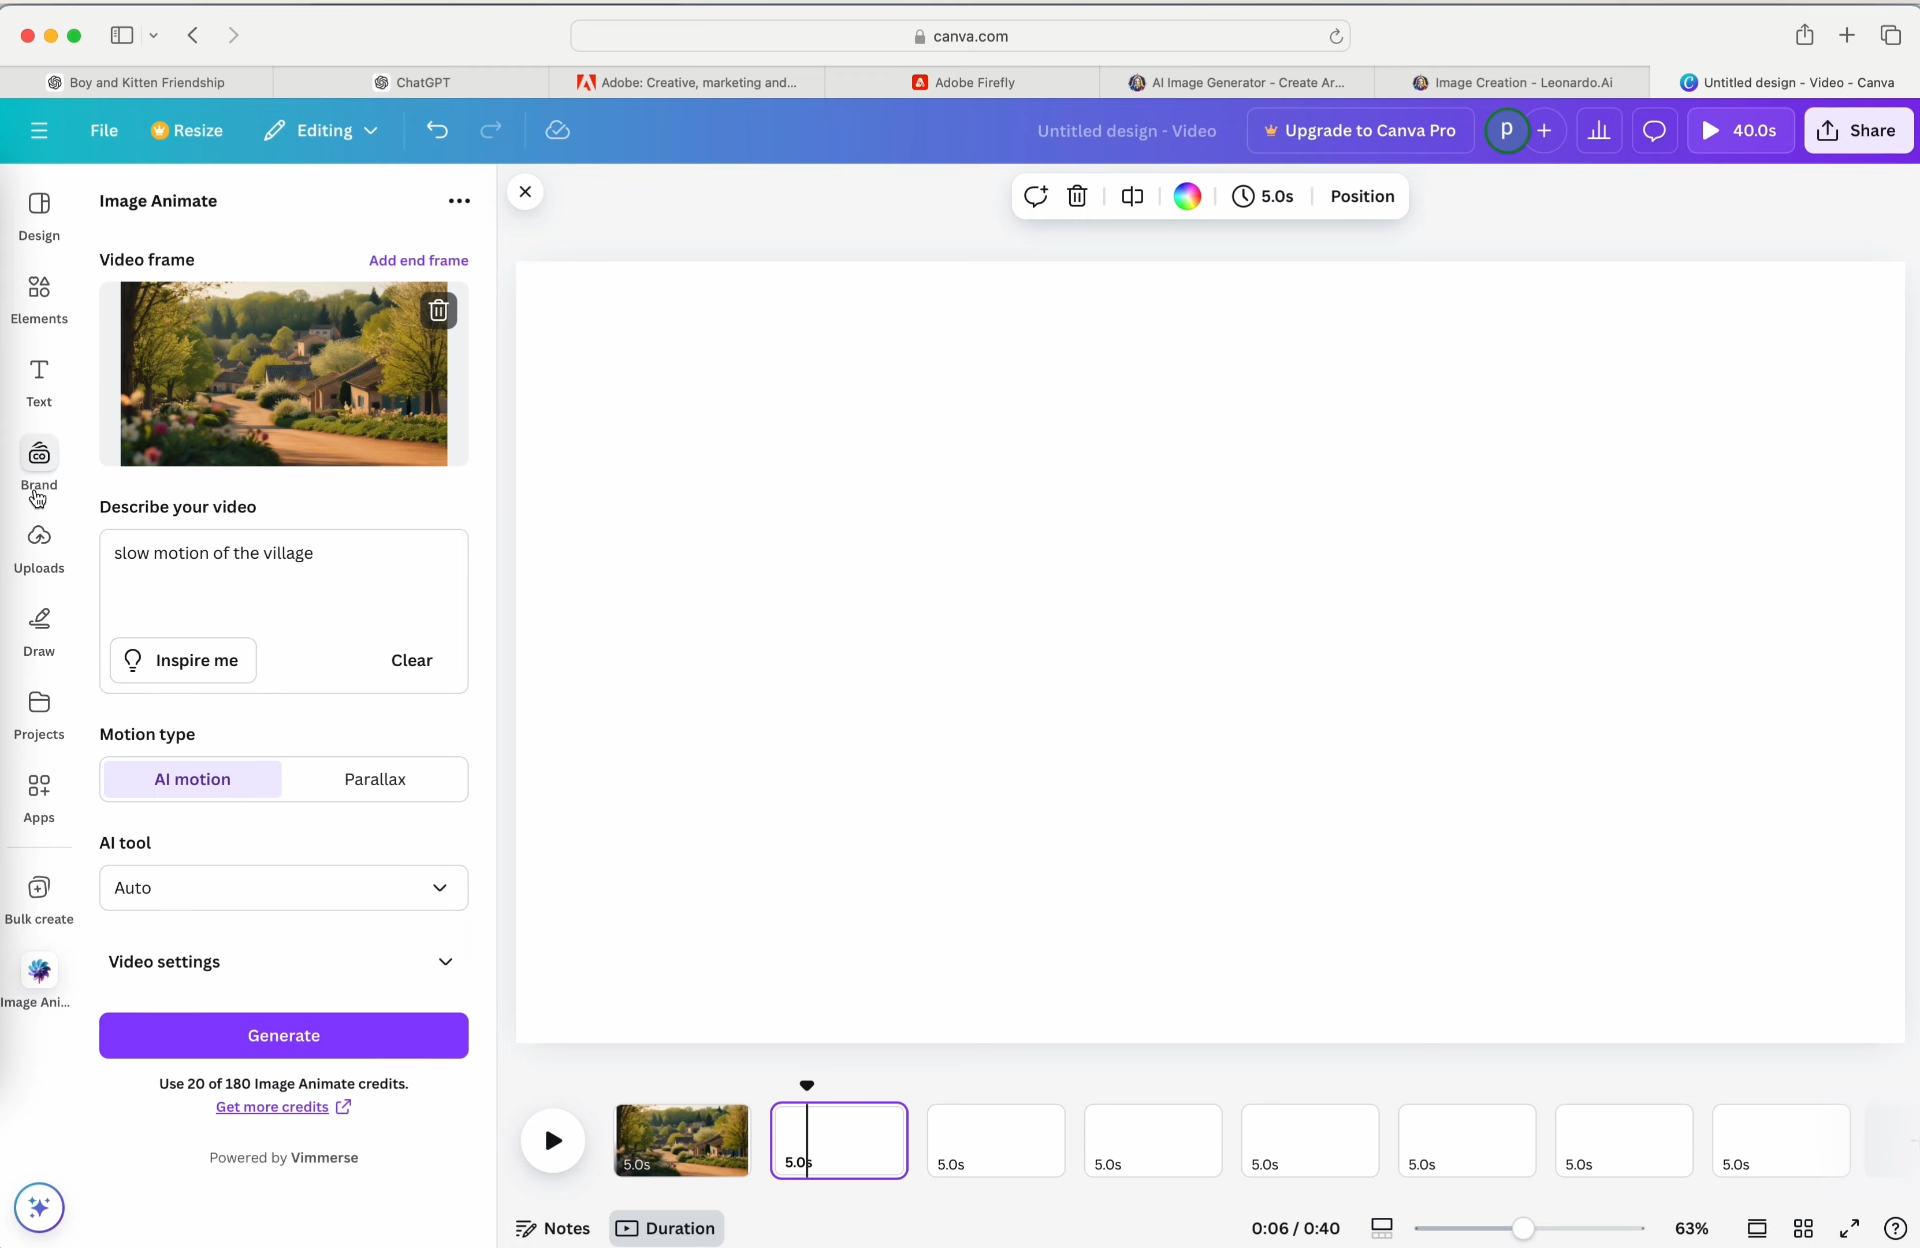 canva.com
Boy and Kitten Friendship
ChatGPT
Adobe: Creative, marketing and...
Adobe Firefly
AI Image Generator - Create Ar...
Image Creation - Leonardo.Ai
Untitled design - Video - Canva
File
Resize
Editing
Untitled design - Video
Upgrade to Canva Pro
p
40.0s
Share
Design
Elements
Text
Brand
Uploads
Draw
Projects
Apps
Bulk create
Image Ani...
Image Animate
Video frame
Add end frame
Describe your video
slow motion of the village
Inspire me
Clear
Motion type
AI motion
Parallax
AI tool
Auto
Video settings
Generate
Use 20 of 180 Image Animate credits.
Get more credits
Powered by Vimmerse
5.0s
Position
5.0s
5.0s
5.0s
5.0s
5.0s
5.0s
5.0s
5.0s
Notes
Duration
0:06 / 0:40
63%